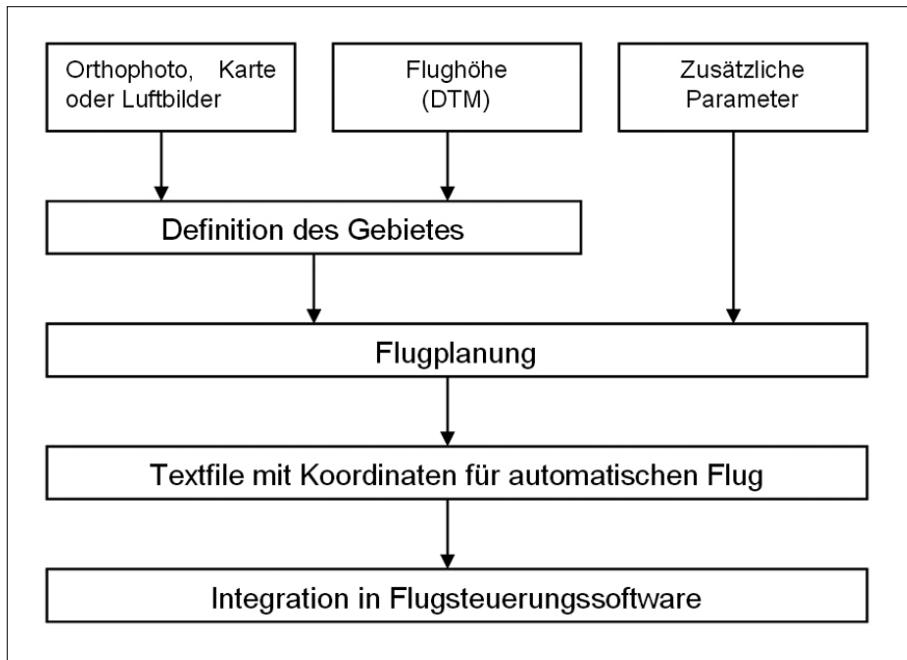 Orthophoto, Karte
oder Luftbilder
Flughöhe
(DTM)
Zusätzliche
Parameter
Definition des Gebietes
Flugplanung
Textfile mit Koordinaten für automatischen Flug
Integration in Flugsteuerungssoftware